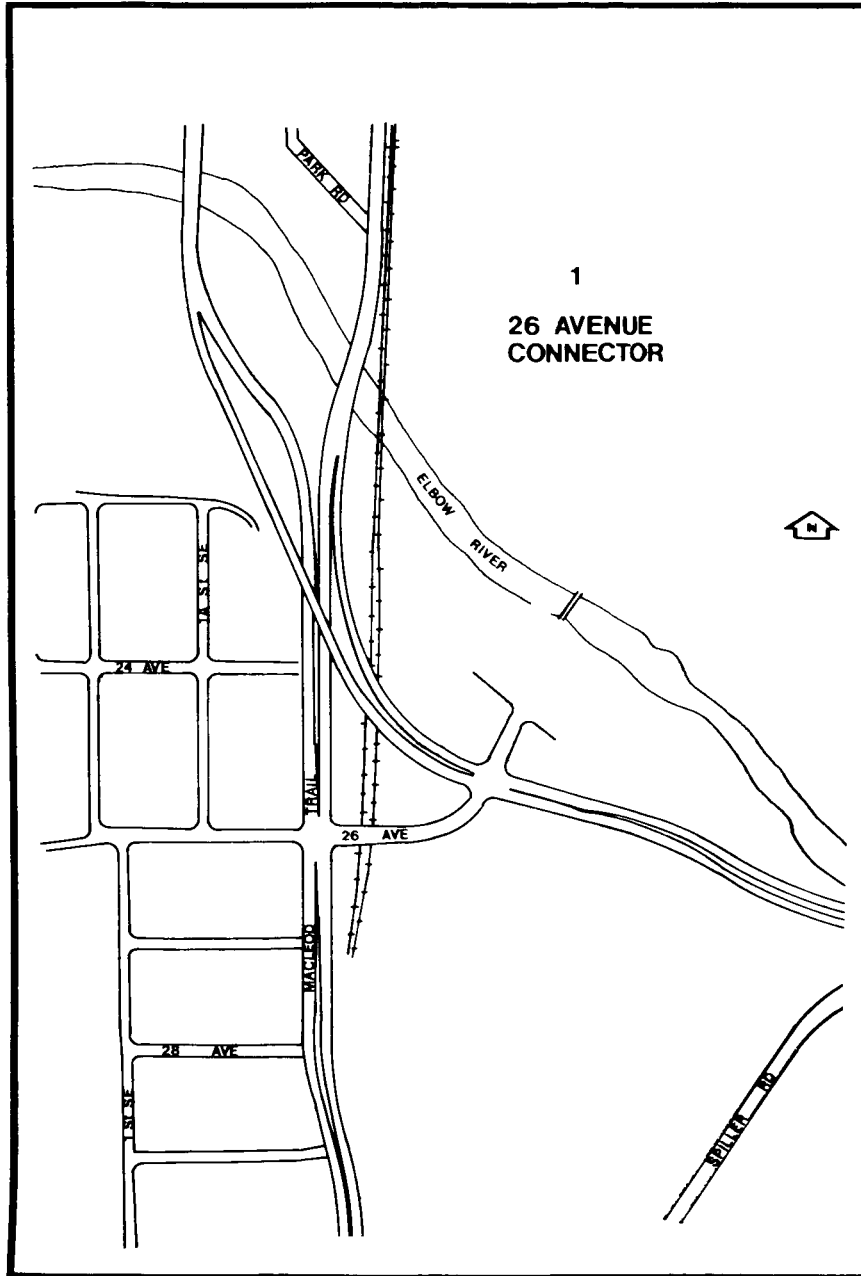 PARK RD
1
26 AVENUE
CONNECTOR
ELBOW
RIVER
N
1A St SE
24 AVE
TRAIL
26 AVE
MACLEOD
28 AVE
1 St SE
SPILLER RD